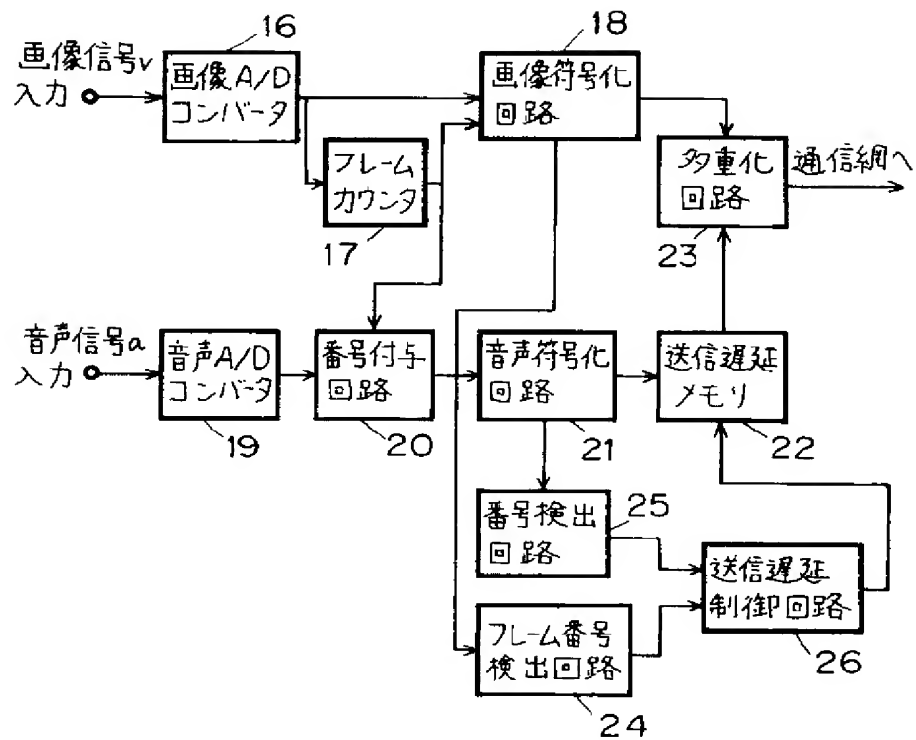 16
画像信号v
入力
画像A/D
コンバータ
18
画像符号化
回路
フレーム
カウンタ
17
多重化
回路
23
通信網へ
音声信号a
入力
音声A/D
コンバータ
19
番号付与
回路
20
音声符号化
回路
21
送信遅延
メモリ
22
番号検出
回路
25
フレーム番号
検出回路
24
送信遅延
制御回路
26